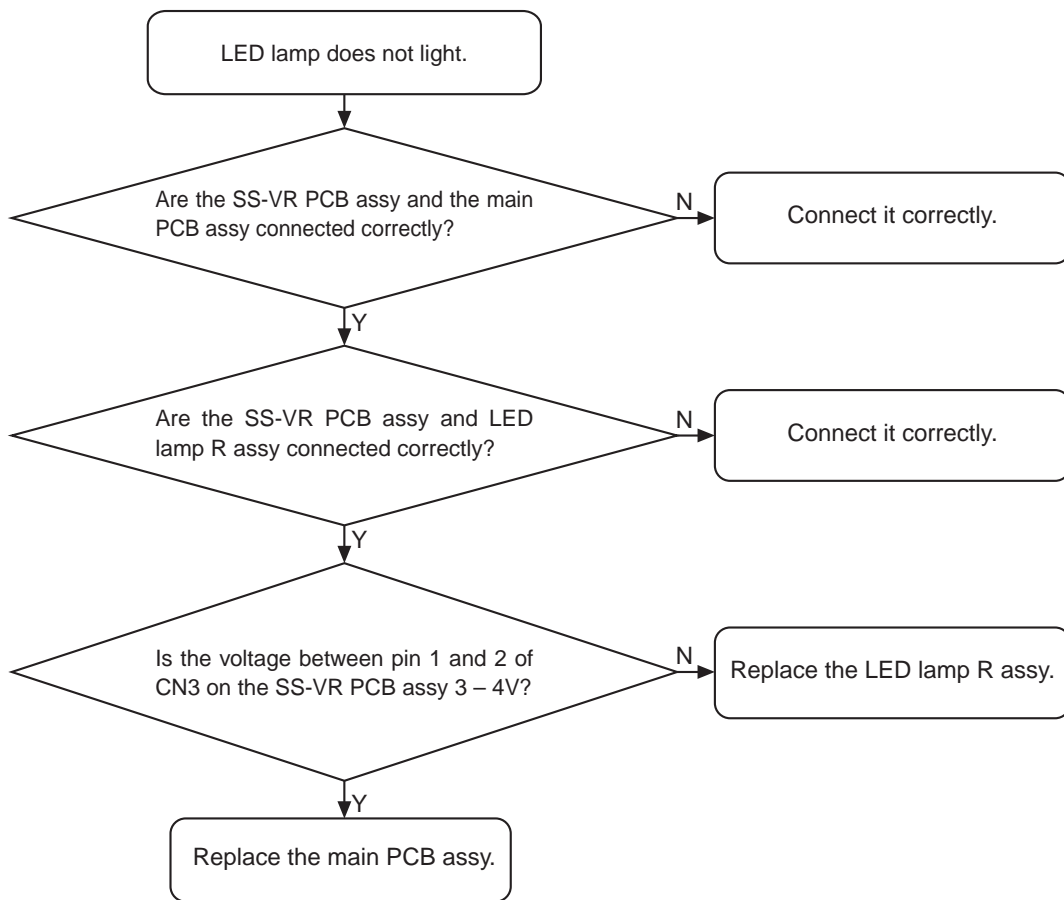 LED lamp does not light.
Are the SS-VR PCB assy and the main
PCB assy connected correctly?
N
Connect it correctly.
Y
Are the SS-VR PCB assy and LED
lamp R assy connected correctly?
N
Connect it correctly.
Y
Is the voltage between pin 1 and 2 of
CN3 on the SS-VR PCB assy 3 – 4V?
N
Replace the LED lamp R assy.
Y
Replace the main PCB assy.